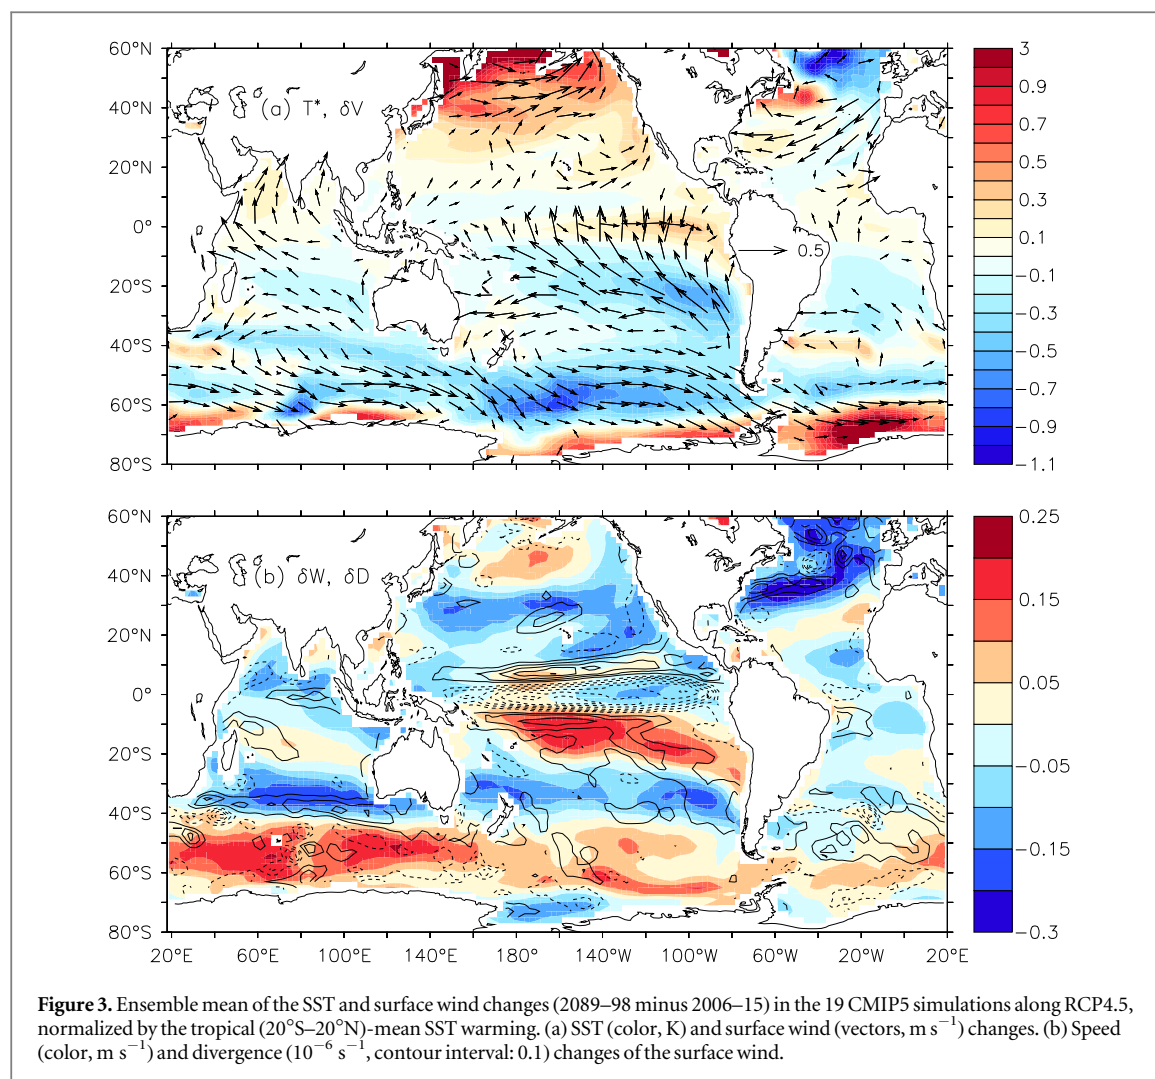 60°N
40°N
20°N
0°
20°S
40°S
60°S
80°S
(a) T*, δV
0.5
3
0.9
0.7
0.5
0.3
0.1
−0.1
−0.3
−0.5
−0.7
−0.9
−1.1
60°N
40°N
20°N
0°
20°S
40°S
60°S
80°S
(b) δW, δD
0.25
0.15
0.05
−0.05
−0.15
−0.3
20°E 60°E 100°E 140°E 180° 140°W 100°W 60°W 20°W 20°E
Figure 3. Ensemble mean of the SST and surface wind changes (2089–98 minus 2006–15) in the 19 CMIP5 simulations along RCP4.5,
normalized by the tropical (20°S–20°N)-mean SST warming. (a) SST (color, K) and surface wind (vectors, m s⁻¹) changes. (b) Speed
(color, m s⁻¹) and divergence (10⁻⁶ s⁻¹, contour interval: 0.1) changes of the surface wind.